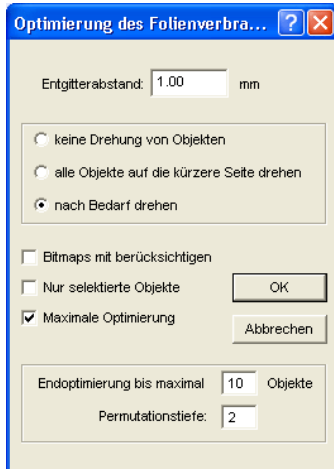 Optimierung des Folienverbra...
Entgitterabstand: 1.00 mm
keine Drehung von Objekten
alle Objekte auf die kürzere Seite drehen
nach Bedarf drehen
Bitmaps mit berücksichtigen
Nur selektierte Objekte
OK
Maximale Optimierung
Abbrechen
Endoptimierung bis maximal 10 Objekte
Permutationstiefe: 2